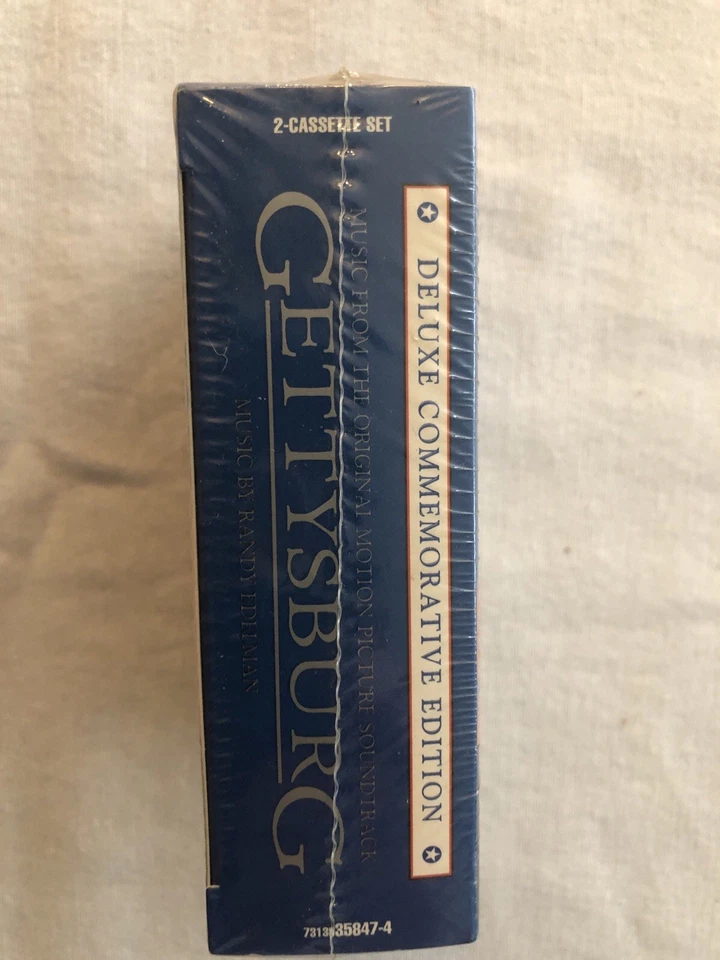 2-CASSETTE SET
DELUXE COMMEMORATIVE EDITION
MUSIC FROM THE ORIGINAL MOTION PICTURE SOUNDTRACK
GETTYSBURG
MUSIC BY RANDY EDELMAN
35847-4